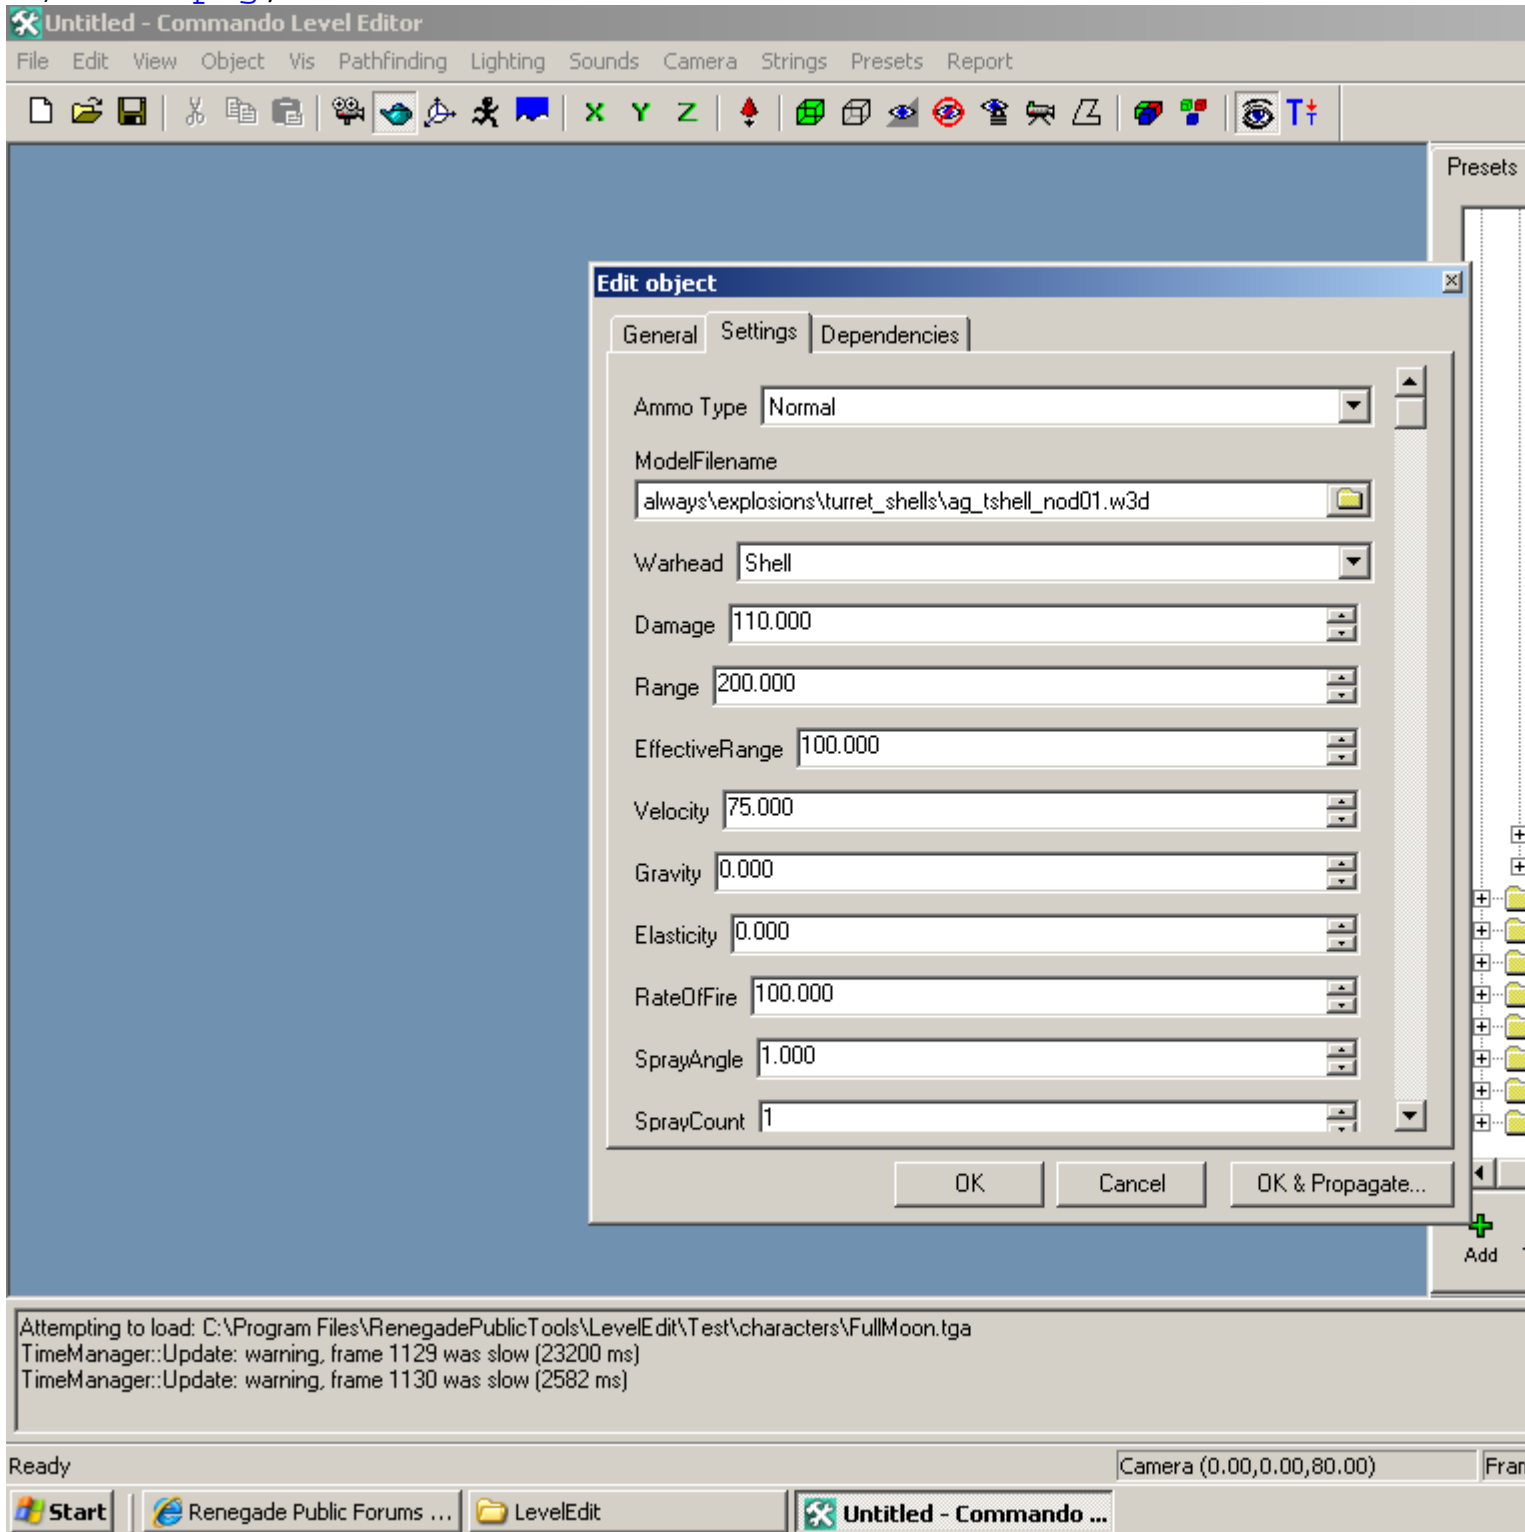 Untitled - Commando Level Editor
File Edit View Object Vis Pathfinding Lighting Sounds Camera Strings Presets Report
X Y Z T
Presets
Edit object
General Settings Dependencies
Ammo Type Normal
ModelFilename
always\explosions\turret_shells\ag_tshell_nod01.w3d
Warhead Shell
Damage 110.000
Range 200.000
EffectiveRange 100.000
Velocity 75.000
Gravity 0.000
Elasticity 0.000
RateOfFire 100.000
SprayAngle 1.000
SprayCount 1
OK Cancel OK & Propagate...
Add
Attempting to load: C:\Program Files\RenegadePublicTools\LevelEdit\Test\characters\FullMoon.tga
TimeManager::Update: warning, frame 1129 was slow (23200 ms)
TimeManager::Update: warning, frame 1130 was slow (2582 ms)
Ready Camera (0.00,0.00,80.00) Fran
Start Renegade Public Forums ... LevelEdit Untitled - Commando ...